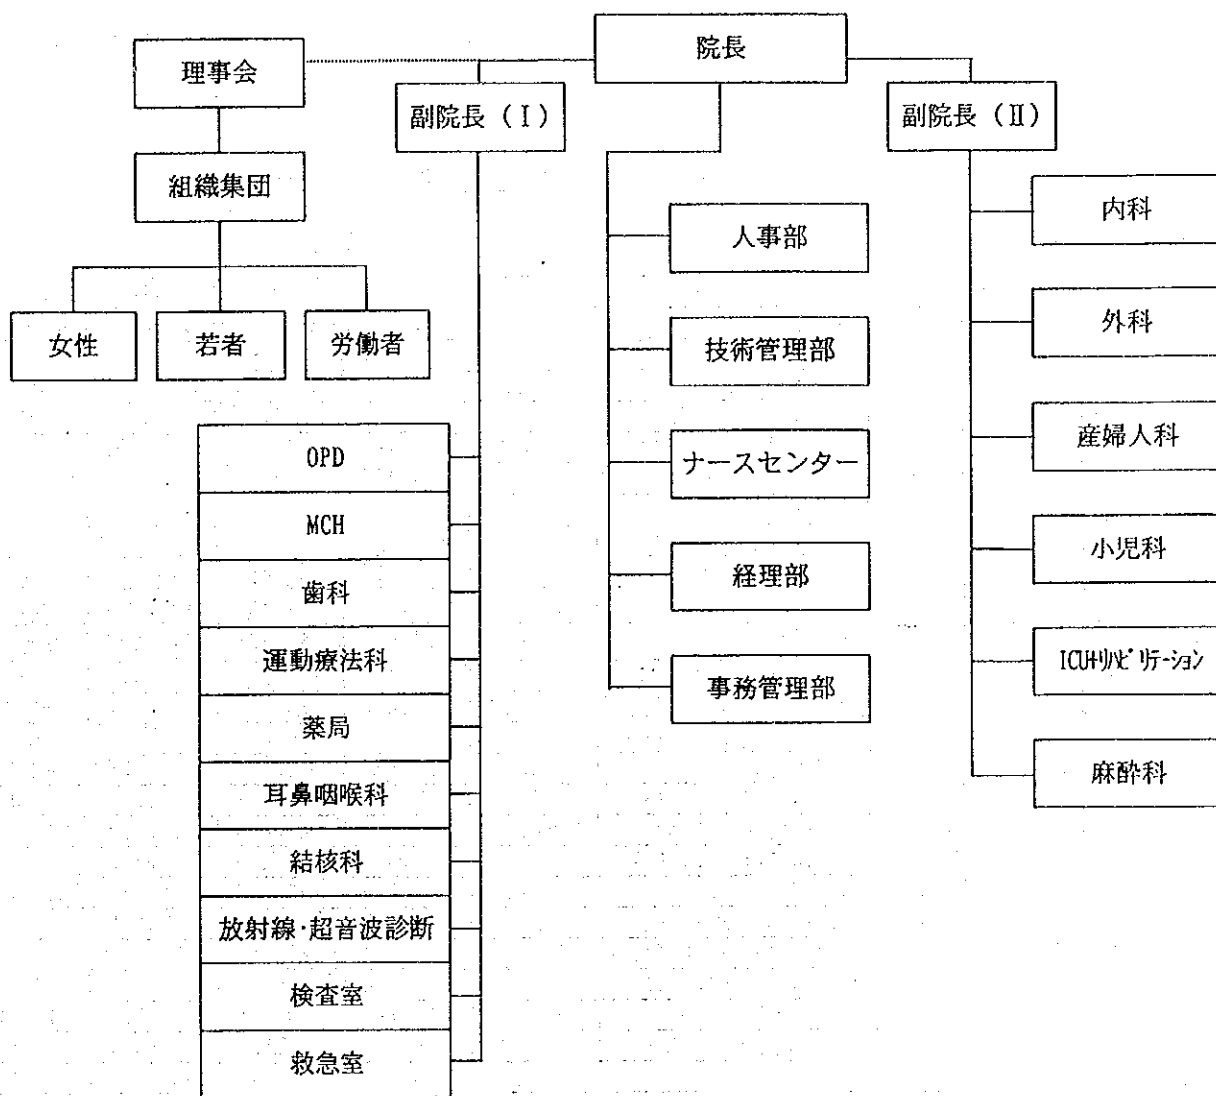 院長
理事会
副院長（Ⅰ）
副院長（Ⅱ）
組織集団
女性
若者
労働者
人事部
技術管理部
ナースセンター
経理部
事務管理部
内科
外科
産婦人科
小児科
ICU+ﾘﾊﾋﾞﾘﾃｰｼｮﾝ
麻酔科
OPD
MCH
歯科
運動療法科
薬局
耳鼻咽喉科
結核科
放射線・超音波診断
検査室
救急室